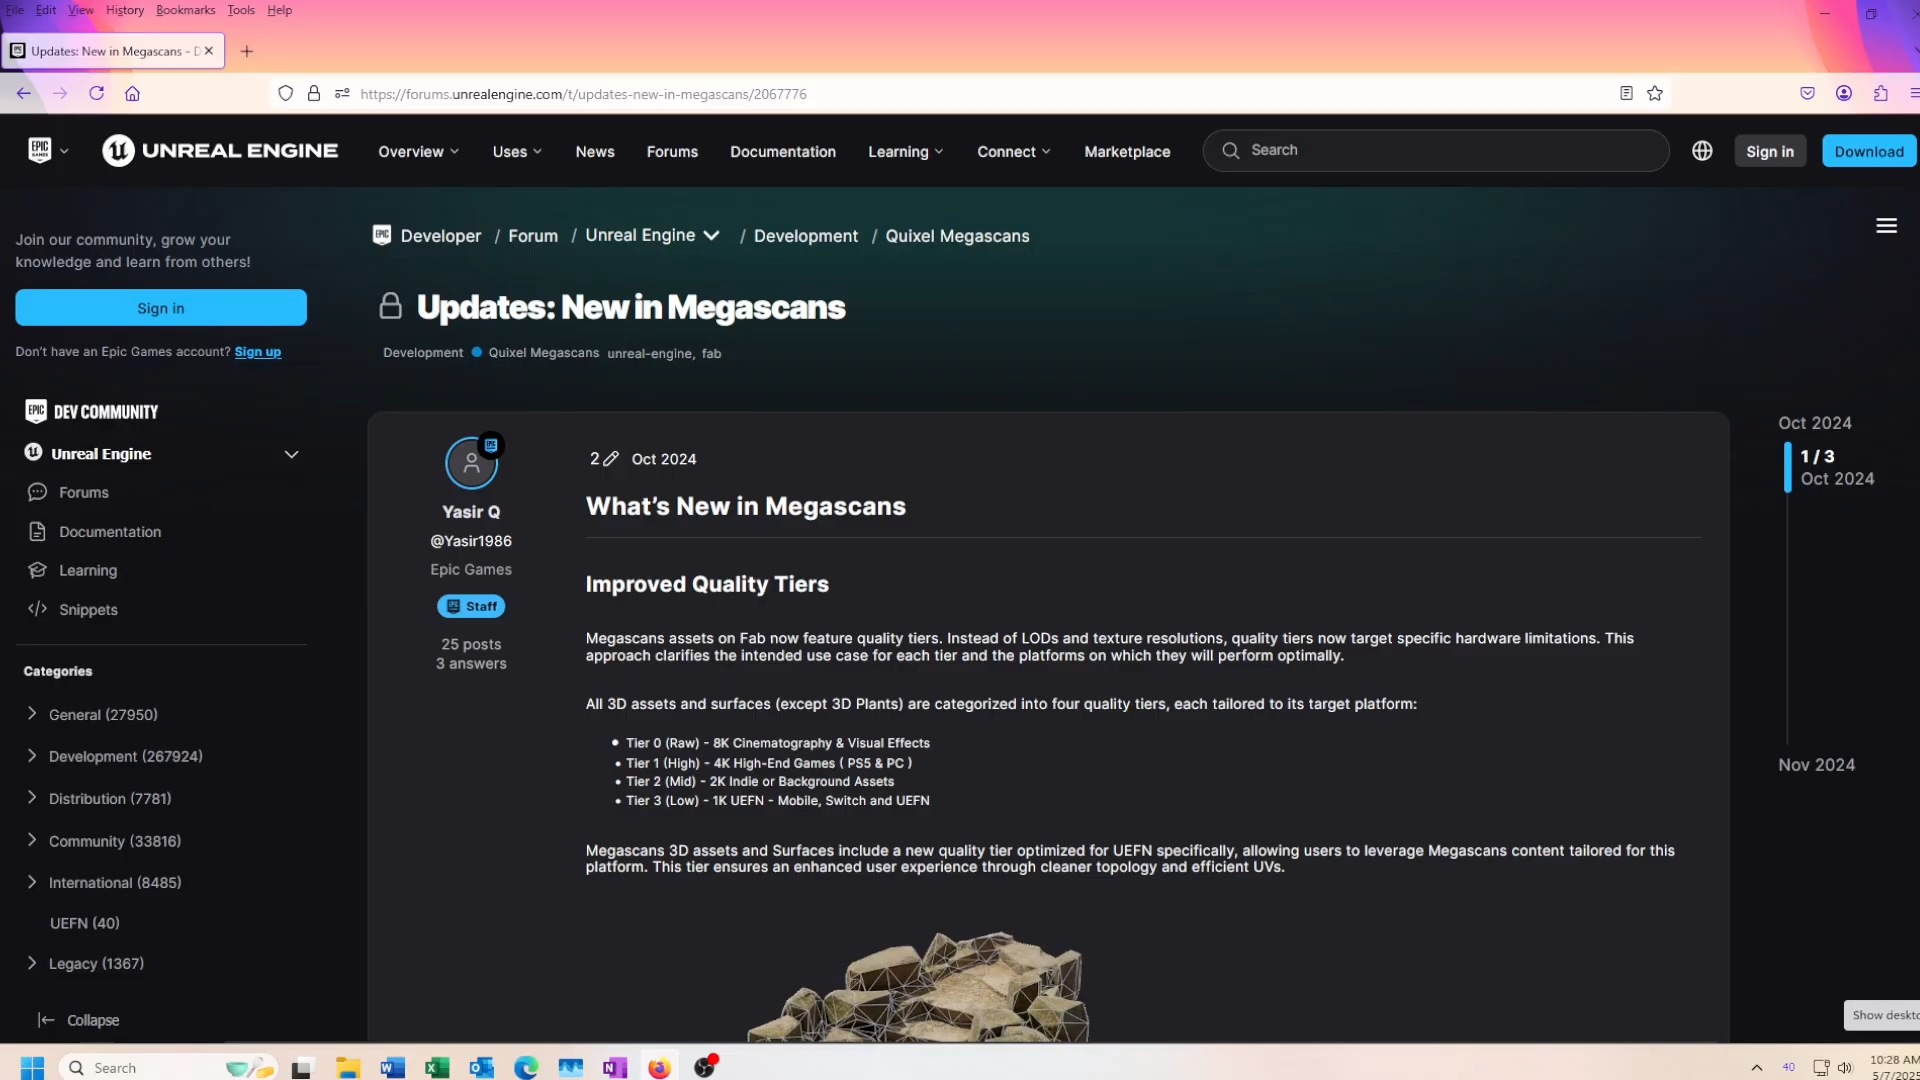 File Edit View History Bookmarks Tools Help
Updates: New in Megascans - D
https://forums.unrealengine.com/t/updates-new-in-megascans/2067776
EPIC GAMES
UNREAL ENGINE
Overview Uses News Forums Documentation Learning Connect Marketplace
Search
Sign in
Download
Join our community, grow your
knowledge and learn from others!
Sign in
Don't have an Epic Games account? Sign up
EPIC DEV COMMUNITY
Unreal Engine
Forums
Documentation
Learning
Snippets
Categories
General (27950)
Development (267924)
Distribution (7781)
Community (33816)
International (8485)
UEFN (40)
Legacy (1367)
Collapse
EPIC Developer / Forum / Unreal Engine / Development / Quixel Megascans
Updates: New in Megascans
Development Quixel Megascans unreal-engine, fab
Yasir Q
@Yasir1986
Epic Games
Staff
25 posts
3 answers
2 Oct 2024
What's New in Megascans
Improved Quality Tiers
Megascans assets on Fab now feature quality tiers. Instead of LODs and texture resolutions, quality tiers now target specific hardware limitations. This
approach clarifies the intended use case for each tier and the platforms on which they will perform optimally.
All 3D assets and surfaces (except 3D Plants) are categorized into four quality tiers, each tailored to its target platform:
• Tier 0 (Raw) - 8K Cinematography & Visual Effects
• Tier 1 (High) - 4K High-End Games ( PS5 & PC )
• Tier 2 (Mid) - 2K Indie or Background Assets
• Tier 3 (Low) - 1K UEFN - Mobile, Switch and UEFN
Megascans 3D assets and Surfaces include a new quality tier optimized for UEFN specifically, allowing users to leverage Megascans content tailored for this
platform. This tier ensures an enhanced user experience through cleaner topology and efficient UVs.
Oct 2024
1 / 3
Oct 2024
Nov 2024
Show deskto
Search
40
10:28 AM
5/7/2025